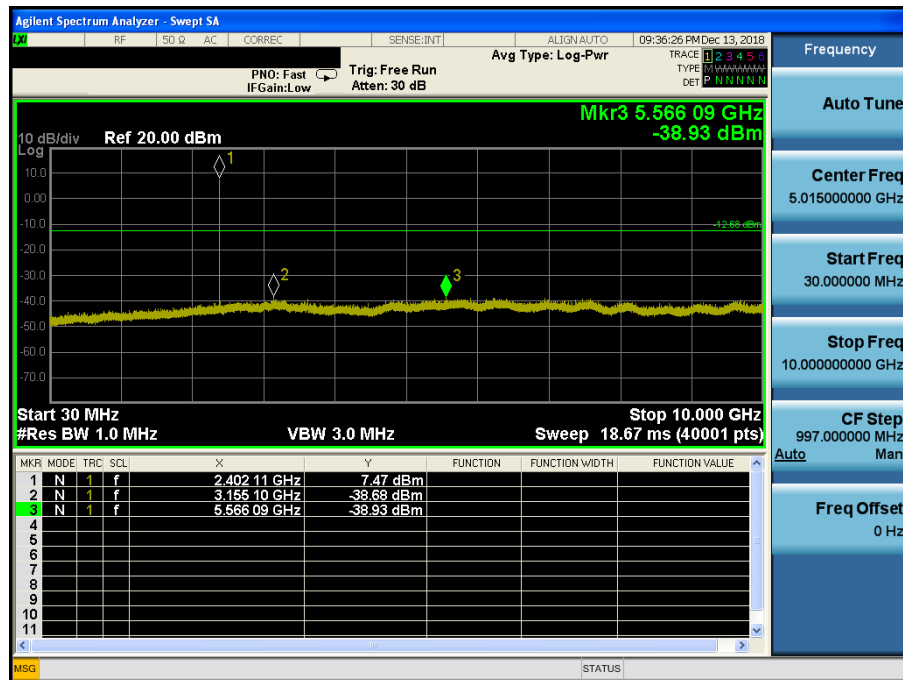 Agilent Spectrum Analyzer - Swept SA
LXI RF 50 Ω AC CORREC SENSE:INT ALIGN AUTO 09:36:26 PM Dec 13, 2018
PNO: Fast
IFGain:Low
Trig: Free Run
Atten: 30 dB
Avg Type: Log-Pwr
TRACE 1 2 3 4 5 6
TYPE M
DET P N N N N N
Mkr3 5.566 09 GHz
-38.93 dBm
10 dB/div
Log
Ref 20.00 dBm
10.0
0.00
-10.0
-20.0
-30.0
-40.0
-50.0
-60.0
-70.0
1
2
3
-12.68 dBm
Start 30 MHz Stop 10.000 GHz
#Res BW 1.0 MHz VBW 3.0 MHz Sweep 18.67 ms (40001 pts)
MKR MODE TRC SCL X Y FUNCTION FUNCTION WIDTH FUNCTION VALUE
1 N 1 f 2.402 11 GHz 7.47 dBm
2 N 1 f 3.155 10 GHz -38.68 dBm
3 N 1 f 5.566 09 GHz -38.93 dBm
4
5
6
7
8
9
10
11
MSG STATUS
Frequency
Auto Tune
Center Freq
5.015000000 GHz
Start Freq
30.000000 MHz
Stop Freq
10.000000000 GHz
CF Step
997.000000 MHz
Auto Man
Freq Offset
0 Hz